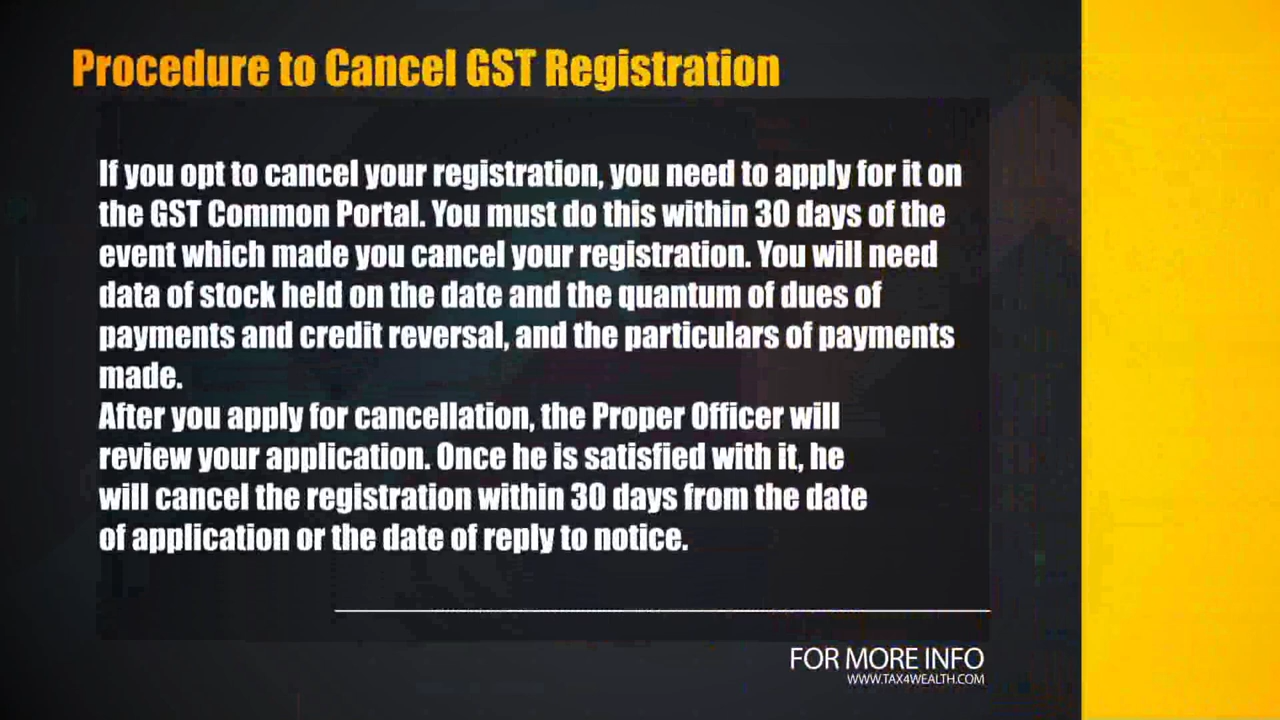 Procedure to Cancel GST Registration
If you opt to cancel your registration, you need to apply for it on
the GST Common Portal. You must do this within 30 days of the
event which made you cancel your registration. You will need
data of stock held on the date and the quantum of dues of
payments and credit reversal, and the particulars of payments
made.
After you apply for cancellation, the Proper Officer will
review your application. Once he is satisfied with it, he
will cancel the registration within 30 days from the date
of application or the date of reply to notice.
FOR MORE INFO
WWW.TAX4WEALTH.COM